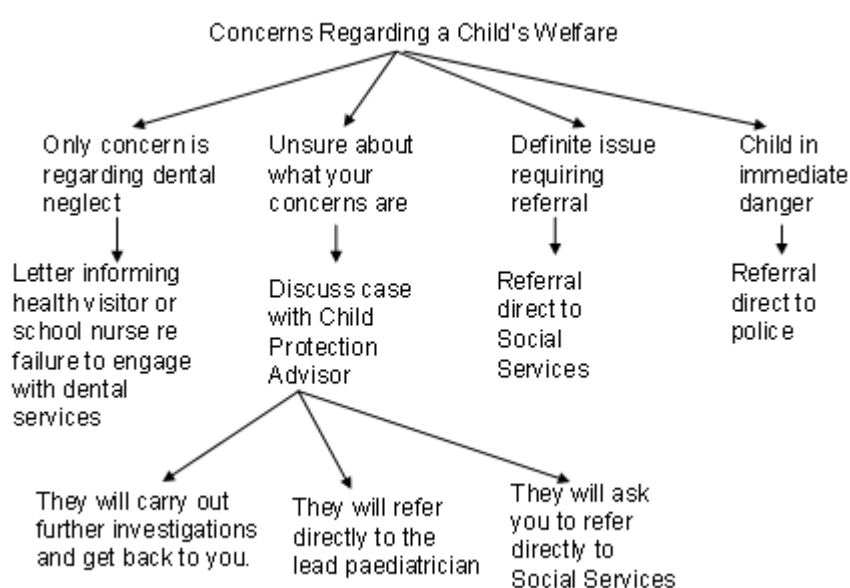 Concerns Regarding a Child's Welfare
Only concern is
regarding dental
neglect
Unsure about
what your
concerns are
Definite issue
requiring
referral
Child in
immediate
danger
Letter informing
health visitor or
school nurse re
failure to engage
with dental
services
Discuss case
with Child
Protection
Advisor
Referral
direct to
Social
Services
Referral
direct to
police
They will carry out
further investigations
and get back to you.
They will refer
directly to the
lead paediatrician
They will ask
you to refer
directly to
Social Services